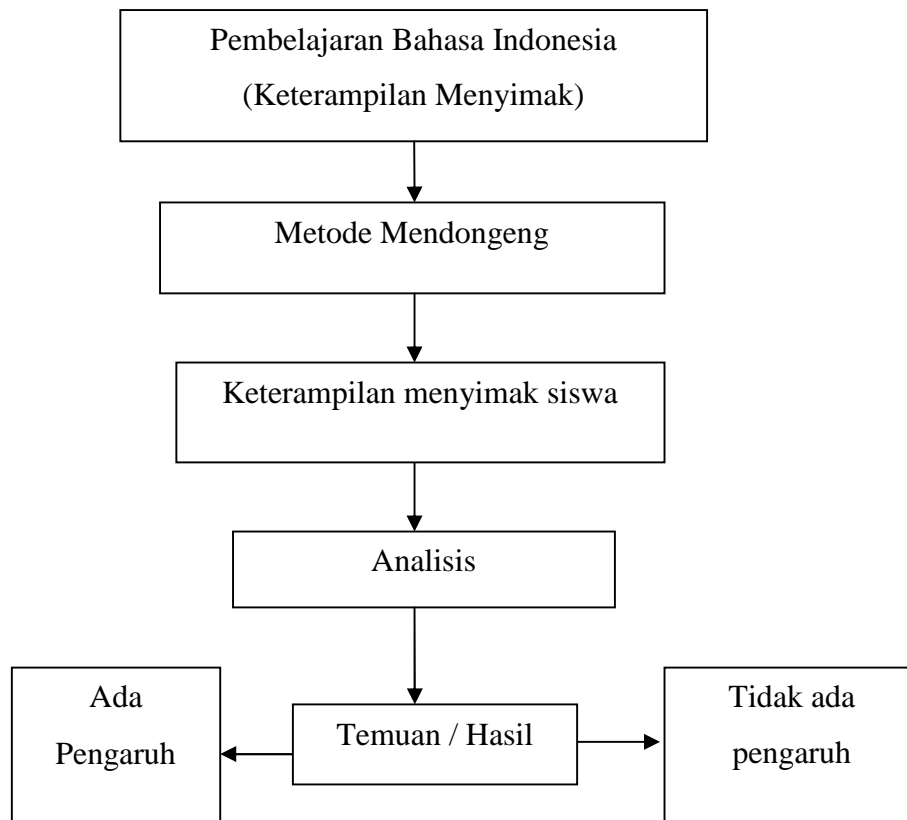 Pembelajaran Bahasa Indonesia
(Keterampilan Menyimak)
Metode Mendongeng
Keterampilan menyimak siswa
Analisis
Ada
Pengaruh
Temuan / Hasil
Tidak ada
pengaruh